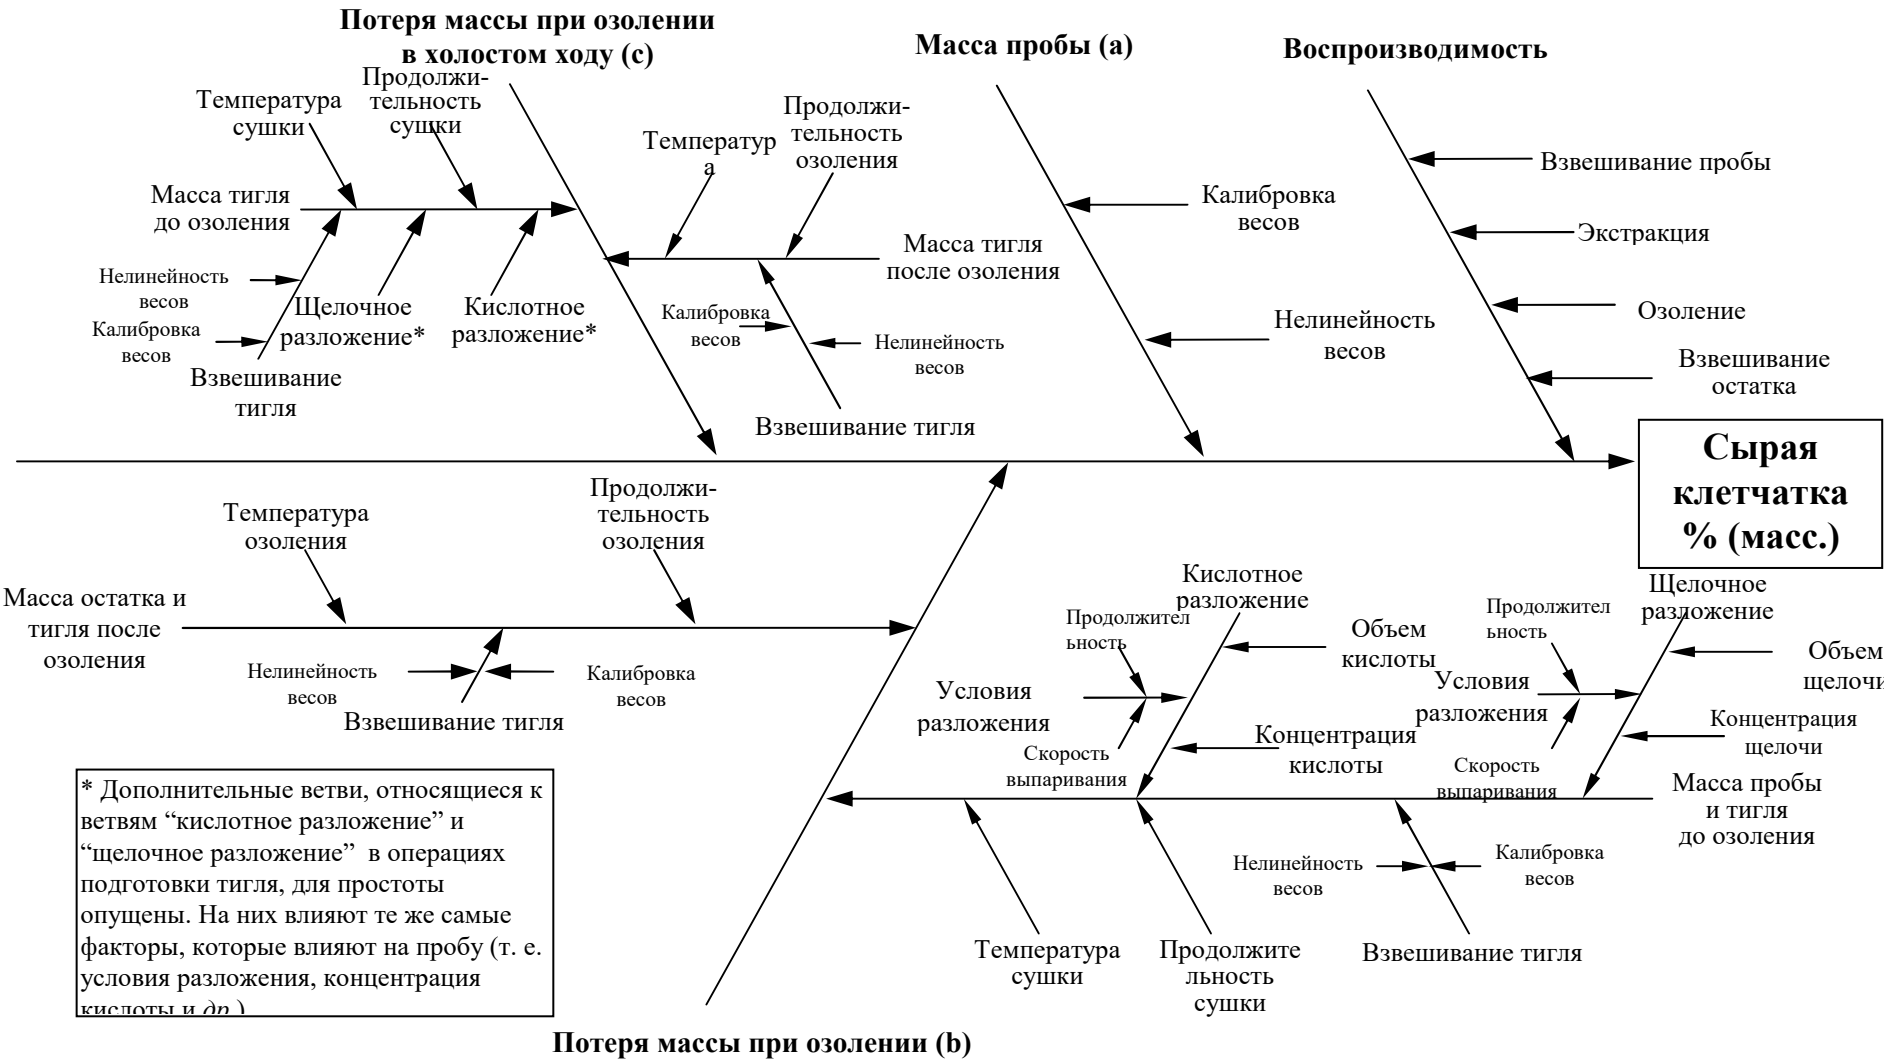 Потеря массы при озолении
в холостом ходу (c)
Масса пробы (a)
Воспроизводимость
Продолжи-
тельность
сушки
Температура
сушки
Продолжи-
тельность
озоления
Температур
а
Взвешивание пробы
Масса тигля
до озоления
Калибровка
весов
Экстракция
Масса тигля
после озоления
Нелинейность
весов
Щелочное
разложение*
Кислотное
разложение*
Калибровка
весов
Калибровка
весов
Нелинейность
весов
Нелинейность
весов
Озоление
Взвешивание
остатка
Взвешивание
тигля
Взвешивание тигля
Сырая
клетчатка
% (масс.)
Температура
озоления
Продолжи-
тельность
озоления
Масса остатка и
тигля после
озоления
Нелинейность
весов
Калибровка
весов
Взвешивание тигля
Кислотное
разложение
Продолжител
ьность
Объем
кислоты
Условия
разложения
Скорость
выпаривания
Концентрация
кислоты
Щелочное
разложение
Продолжител
ьность
Объем
щелочи
Условия
разложения
Концентрация
щелочи
Скорость
выпаривания
Масса пробы
и тигля
до озоления
Нелинейность
весов
Калибровка
весов
Температура
сушки
Продолжите
льность
сушки
Взвешивание тигля
* Дополнительные ветви, относящиеся к
ветвям “кислотное разложение” и
“щелочное разложение” в операциях
подготовки тигля, для простоты
опущены. На них влияют те же самые
факторы, которые влияют на пробу (т. е.
условия разложения, концентрация
кислоты и др.)
Потеря массы при озолении (b)